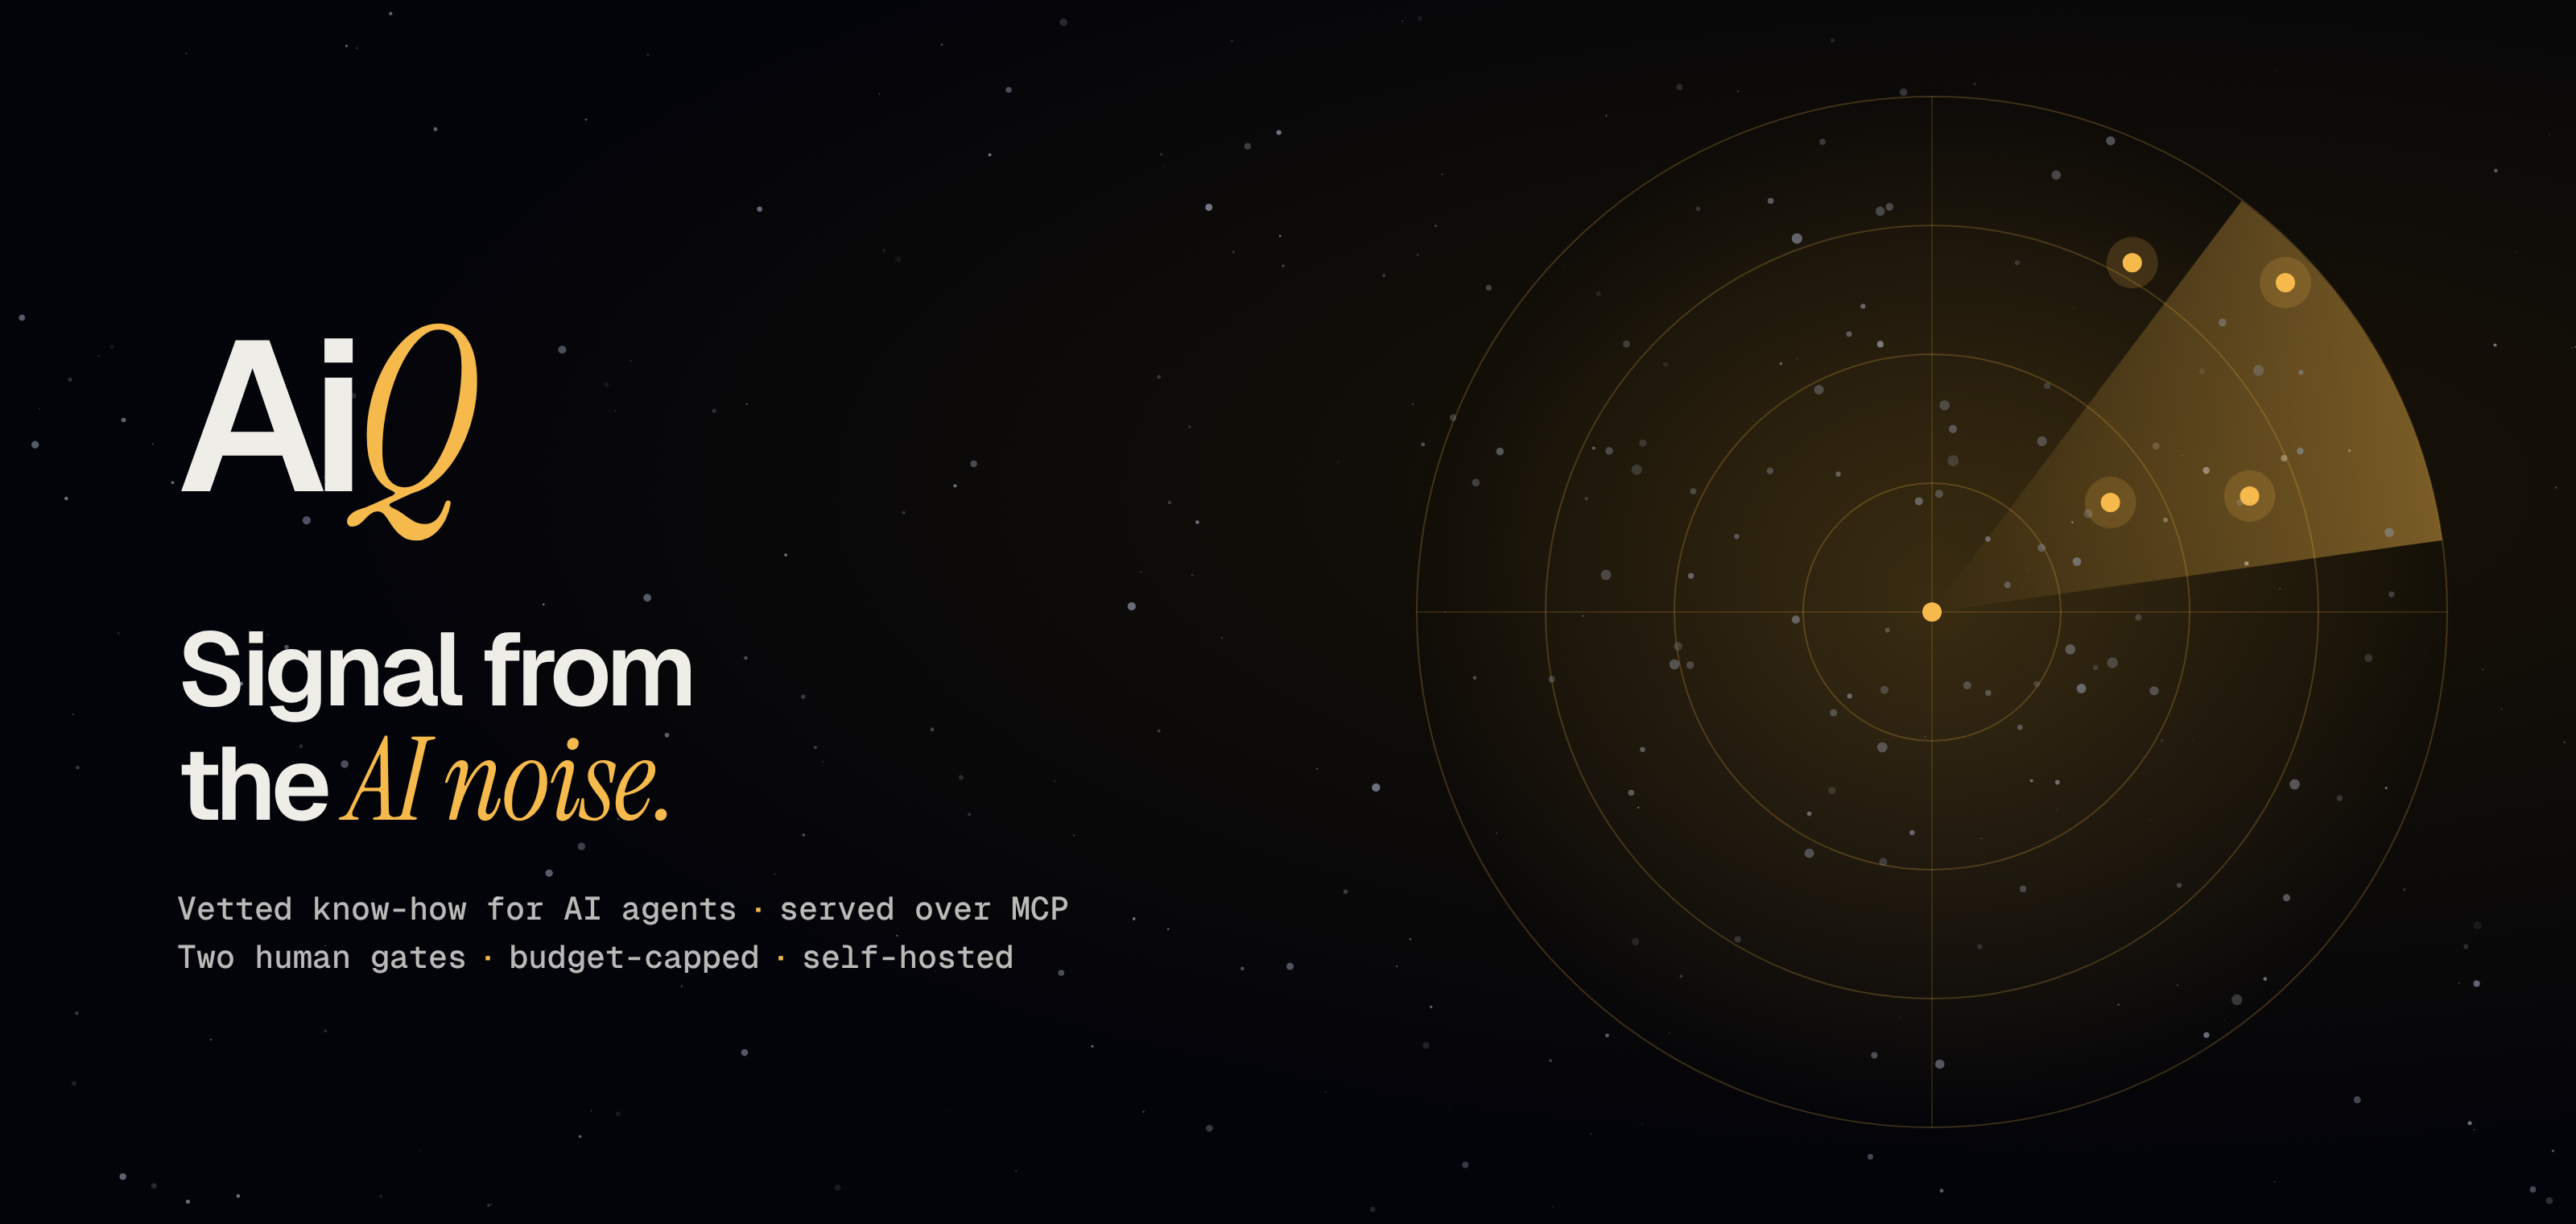 AiQ
Signal from
the AI noise.
Vetted know-how for AI agents · served over MCP
Two human gates · budget-capped · self-hosted